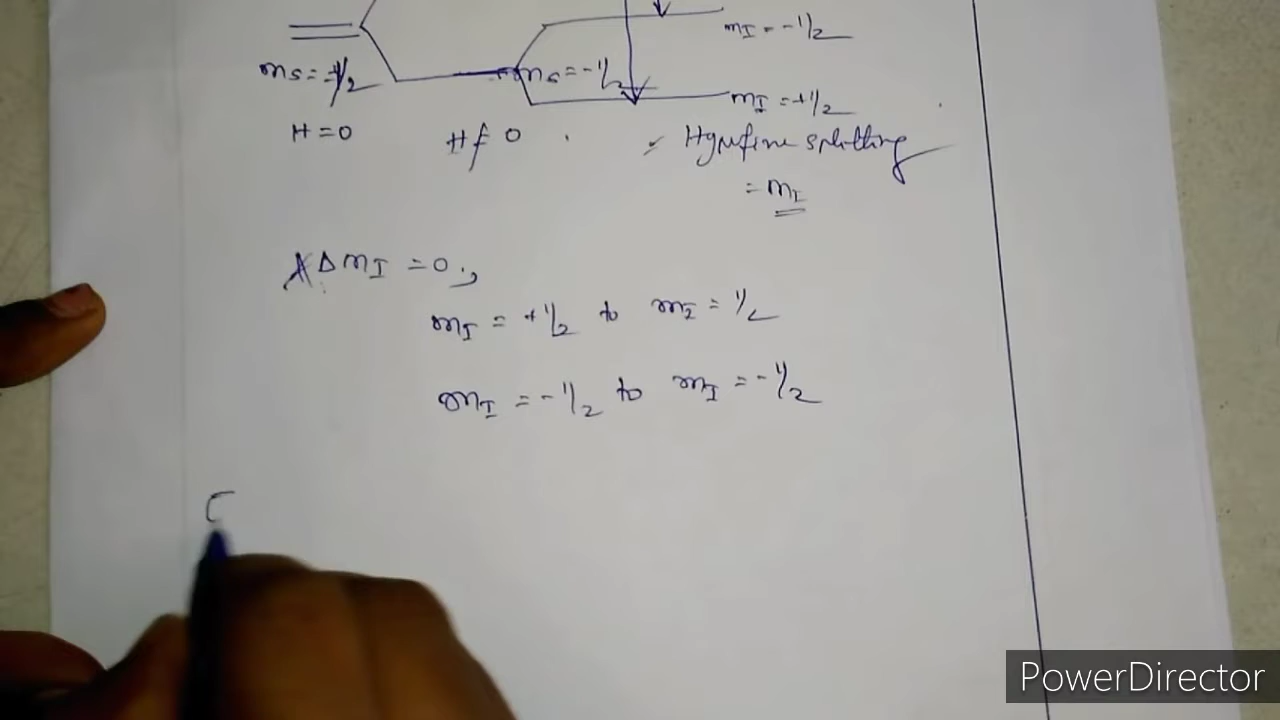 mI = -1/2
ms = -1/2 ms = -1/2
mI = +1/2
H = 0 H ≠ 0 Hyperfine splitting
= mI
ΔmI = 0,
mI = +1/2 to mI = 1/2
mI = -1/2 to mI = -1/2
PowerDirector